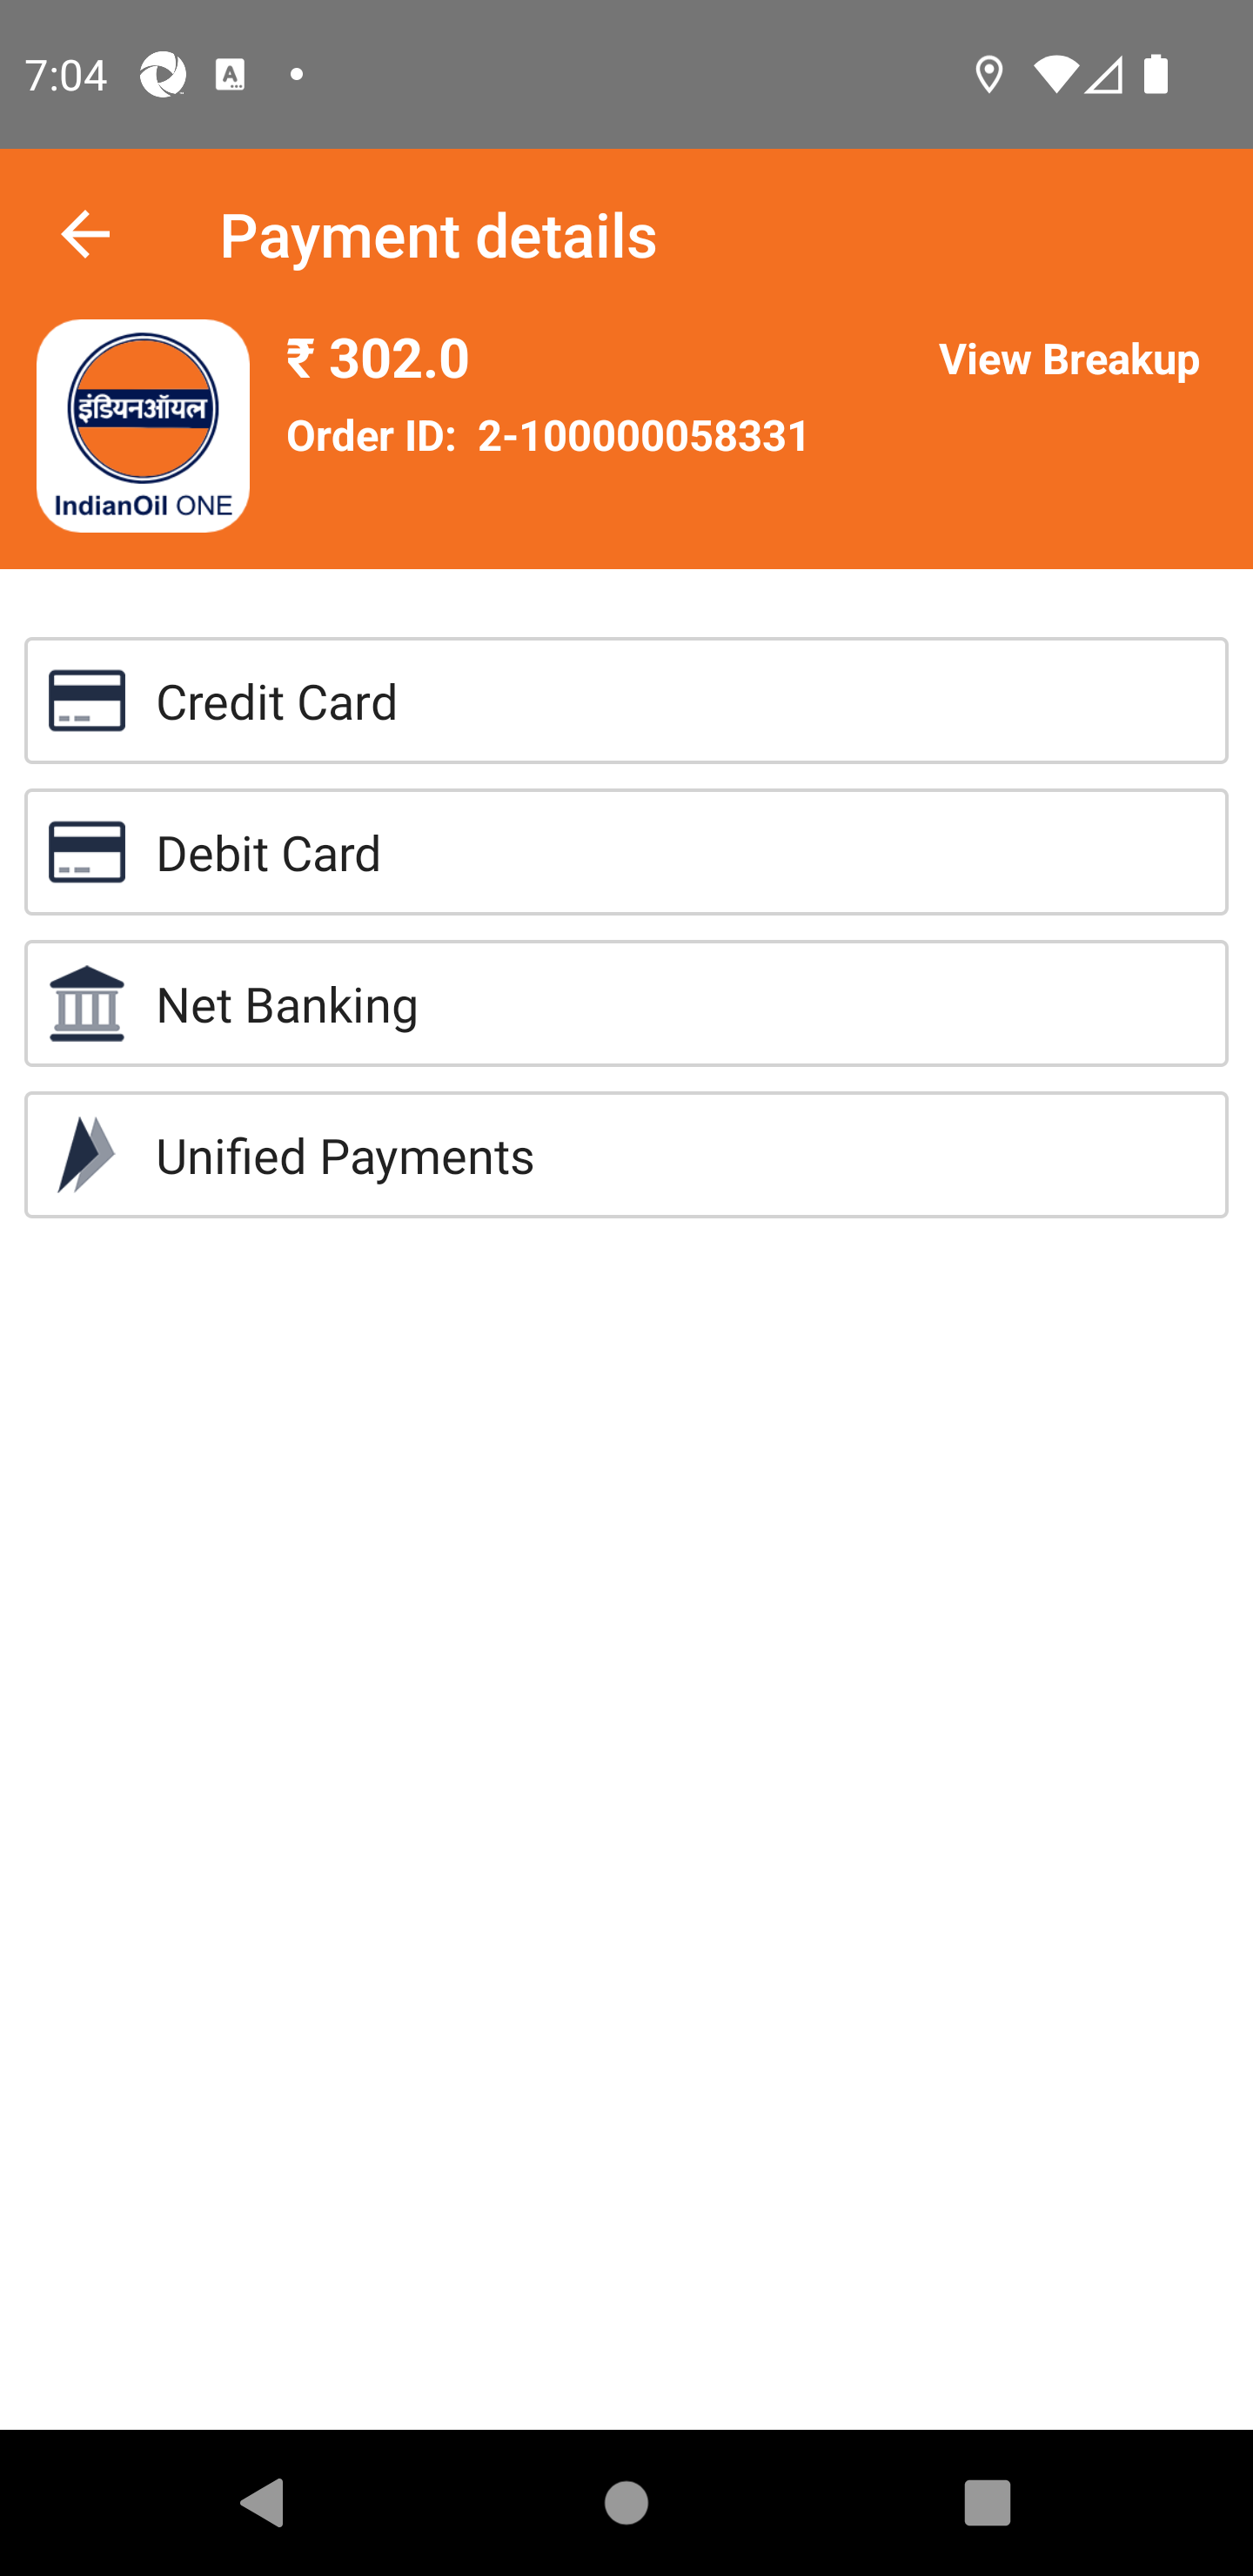 7:04
Payment details
इंडियनऑयल
IndianOil ONE
₹ 302.0
View Breakup
Order ID: 2-100000058331
Credit Card
Debit Card
Net Banking
Unified Payments